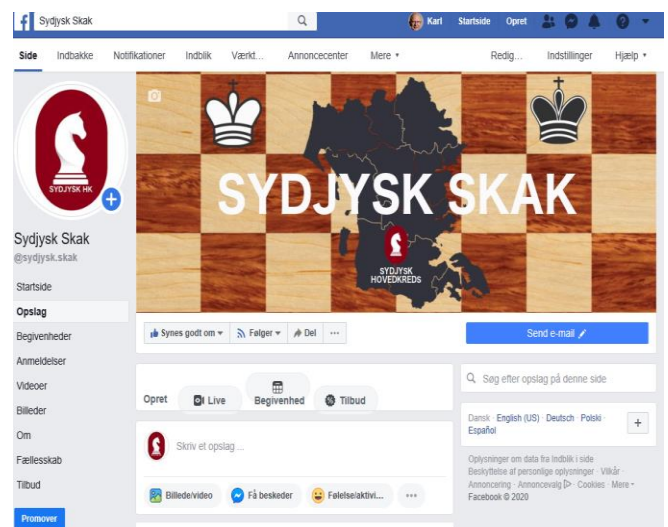 Sydjysk Skak
Karl Startside Opret
Side Indbakke Notifikationer Indblik Værkt... Annoncecenter Mere Redig... Indstillinger Hjælp
SYDJYSK HK
SYDJYSK SKAK
SYDJYSK
HOVEDKREDS
Sydjysk Skak
@sydjysk.skak
Startside
Opslag
Begivenheder
Anmeldelser
Videoer
Billeder
Om
Fællesskab
Tilbud
Promover
Synes godt om Følger Del ...
Send e-mail
Opret Live Begivenhed Tilbud
Skriv et opslag ...
Billede/video Få beskeder Følelse/aktivi... ...
Søg efter opslag på denne side
Dansk · English (US) · Deutsch · Polski ·
Español
Oplysninger om data fra Indblik i side
Beskyttelse af personlige oplysninger · Vilkår ·
Annoncering · Annoncevalg · Cookies · Mere
Facebook © 2020